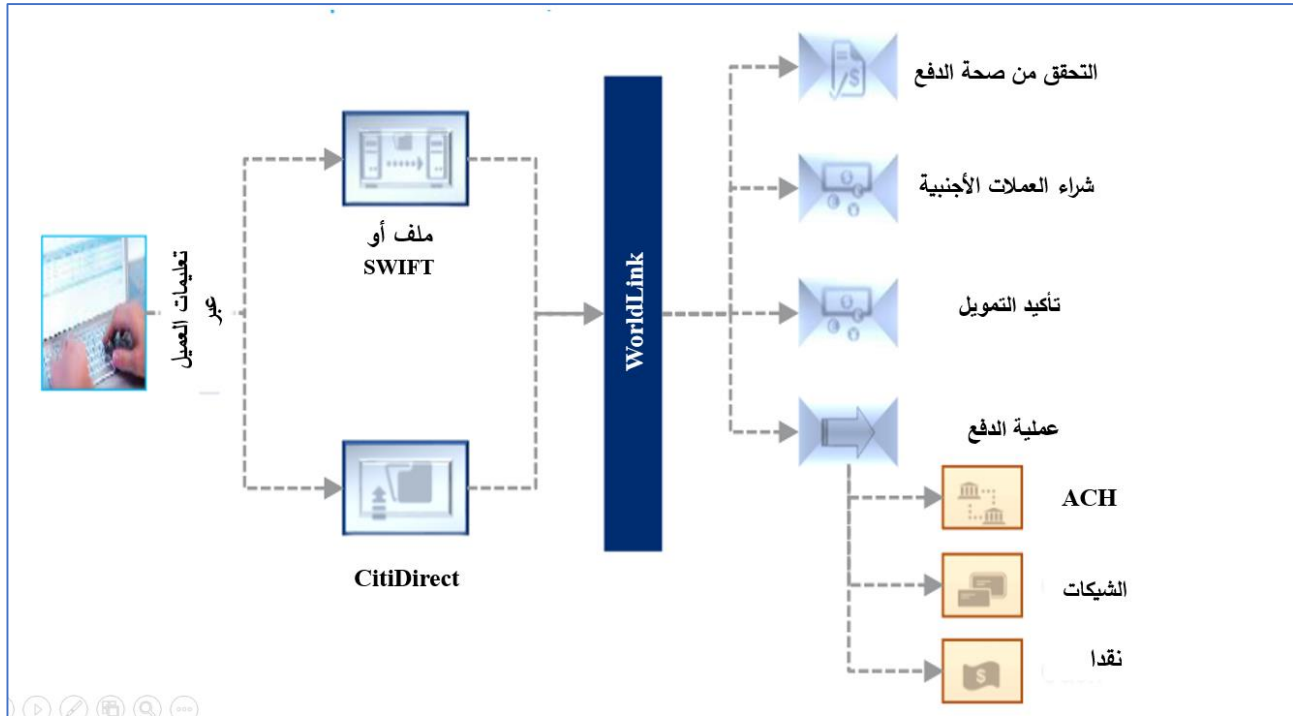 تعليمات العميل
عبر
ملف أو
SWIFT
CitiDirect
WorldLink
التحقق من صحة الدفع
شراء العملات الأجنبية
تأكيد التمويل
عملية الدفع
ACH
الشيكات
نقدا